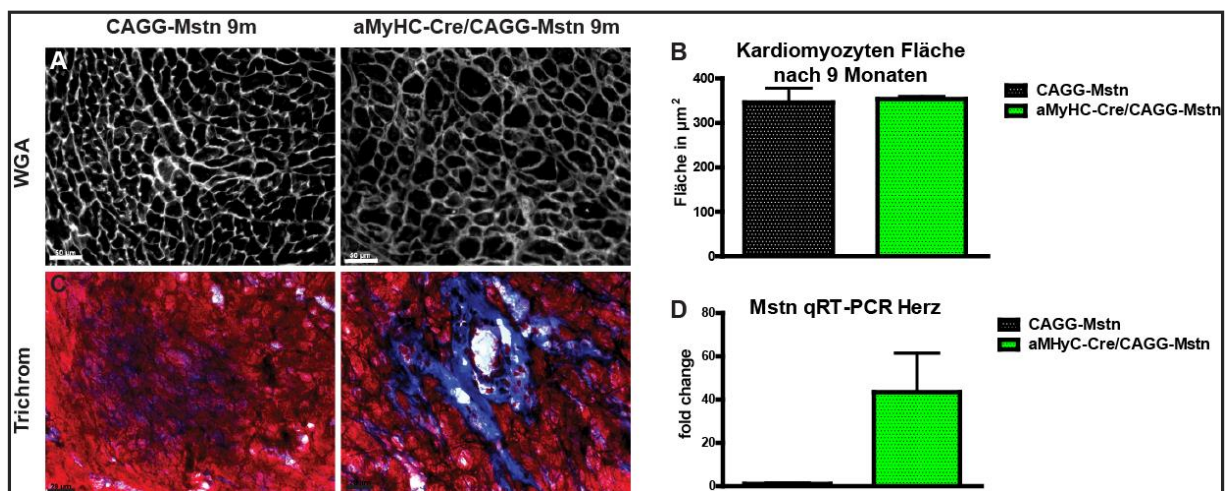 CAGG-Mstn 9m
aMyHC-Cre/CAGG-Mstn 9m
WGA
A
50 µm
50 µm
B
Kardiomyozyten Fläche
nach 9 Monaten
Fläche in µm²
400
300
200
100
0
CAGG-Mstn
aMyHC-Cre/CAGG-Mstn
Trichrom
C
25 µm
D
Mstn qRT-PCR Herz
fold change
80
60
40
20
0
CAGG-Mstn
aMHyC-Cre/CAGG-Mstn